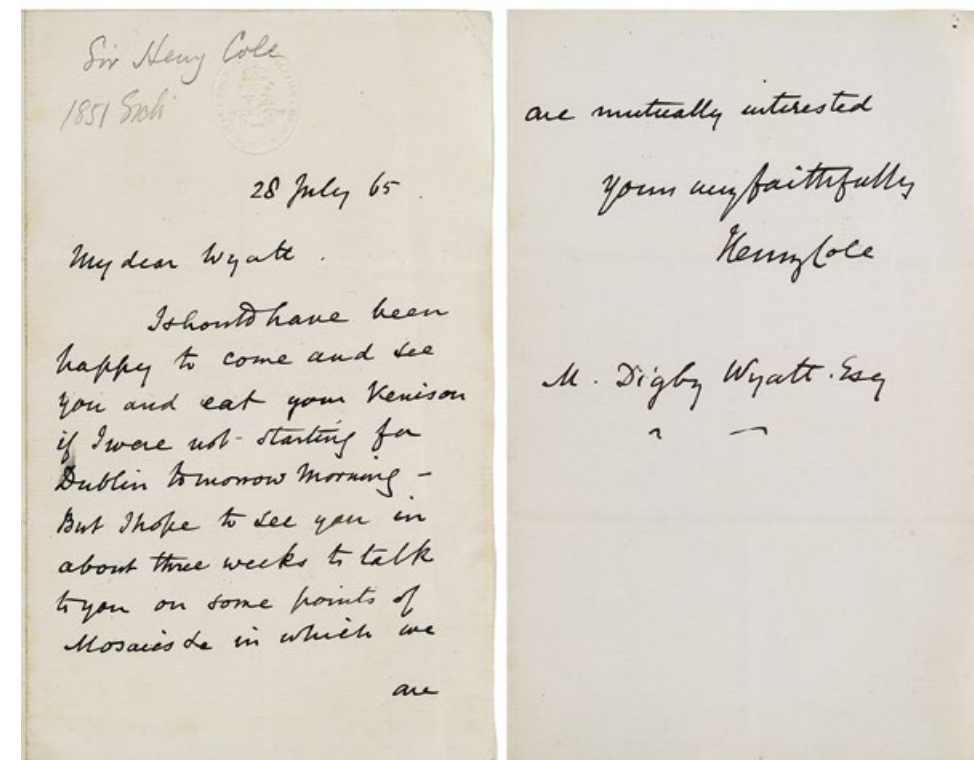 Sir Henry Cole
1851 Exh
28 July 65.
My dear Wyatt.
I should have been
happy to come and see
you and eat your Venison
if I were not starting for
Dublin tomorrow Morning –
But I hope to see you in
about three weeks to talk
to you on some points of
Mosaics &c in which we
are
are mutually interested
Yours very faithfully
Henry Cole
M. Digby Wyatt. Esq